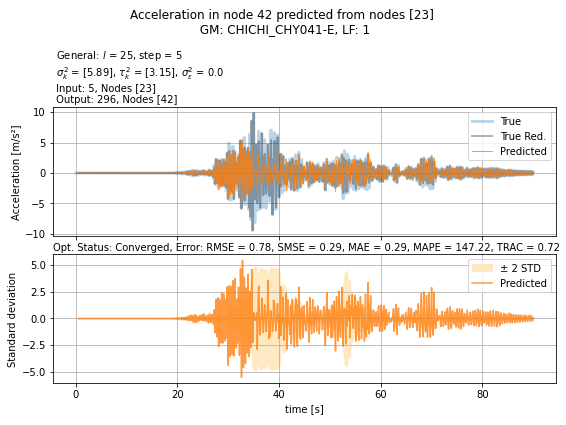 Acceleration in node 42 predicted from nodes [23]
GM: CHICHI_CHY041-E, LF: 1
General: l = 25, step = 5
σ²ₖ = [5.89], τ²ₖ = [3.15], σ²ε = 0.0
Input: 5, Nodes [23]
Output: 296, Nodes [42]
10
5
0
−5
−10
Acceleration [m/s²]
True
True Red.
Predicted
Opt. Status: Converged, Error: RMSE = 0.78, SMSE = 0.29, MAE = 0.29, MAPE = 147.22, TRAC = 0.72
5.0
2.5
0.0
−2.5
−5.0
Standard deviation
± 2 STD
Predicted
0 20 40 60 80
time [s]